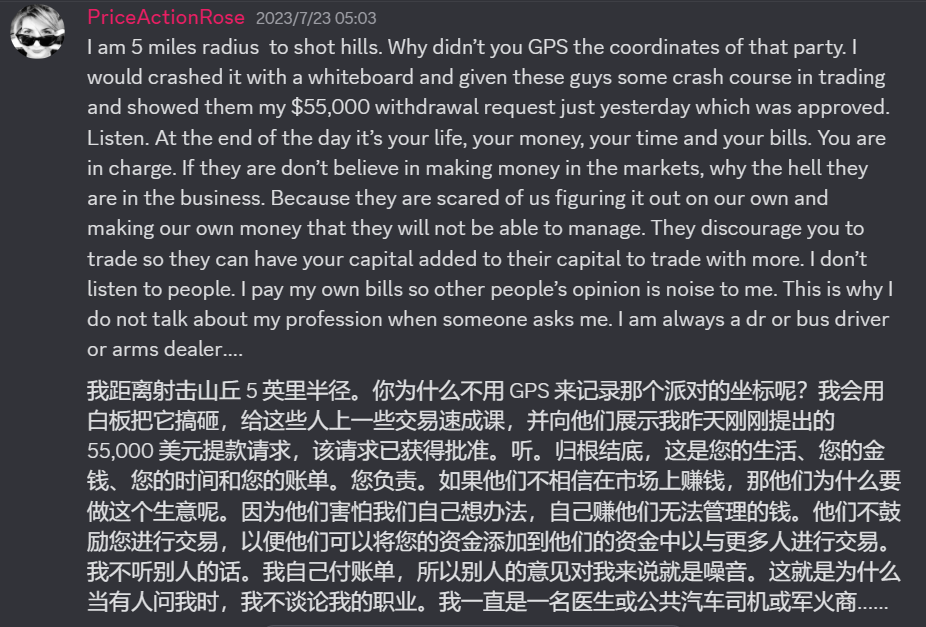 PriceActionRose 2023/7/23 05:03
I am 5 miles radius to shot hills. Why didn’t you GPS the coordinates of that party. I
would crashed it with a whiteboard and given these guys some crash course in trading
and showed them my $55,000 withdrawal request just yesterday which was approved.
Listen. At the end of the day it’s your life, your money, your time and your bills. You are
in charge. If they are don’t believe in making money in the markets, why the hell they
are in the business. Because they are scared of us figuring it out on our own and
making our own money that they will not be able to manage. They discourage you to
trade so they can have your capital added to their capital to trade with more. I don’t
listen to people. I pay my own bills so other people’s opinion is noise to me. This is why I
do not talk about my profession when someone asks me. I am always a dr or bus driver
or arms dealer....
我距离射击山丘 5 英里半径。你为什么不用 GPS 来记录那个派对的坐标呢？我会用
白板把它搞砸，给这些人上一些交易速成课，并向他们展示我昨天刚刚提出的
55,000 美元提款请求，该请求已获得批准。听。归根结底，这是您的生活、您的金
钱、您的时间和您的账单。您负责。如果他们不相信在市场上赚钱，那他们为什么要
做这个生意呢。因为他们害怕我们自己想办法，自己赚他们无法管理的钱。他们不鼓
励您进行交易，以便他们可以将您的资金添加到他们的资金中以与更多人进行交易。
我不听别人的话。我自己付账单，所以别人的意见对我来说就是噪音。这就是为什么
当有人问我时，我不谈论我的职业。我一直是一名医生或公共汽车司机或军火商......